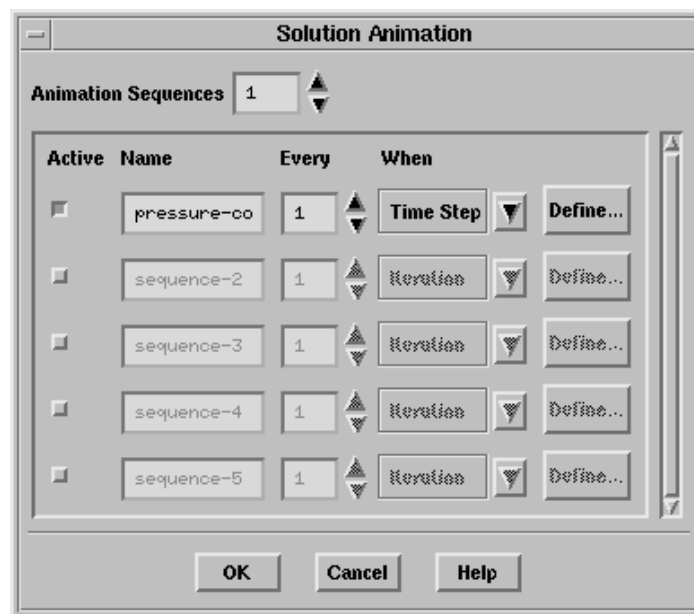 Solution Animation
Animation Sequences 1
Active Name Every When
pressure-co 1 Time Step Define...
sequence-2 1 Iteration Define...
sequence-3 1 Iteration Define...
sequence-4 1 Iteration Define...
sequence-5 1 Iteration Define...
OK Cancel Help